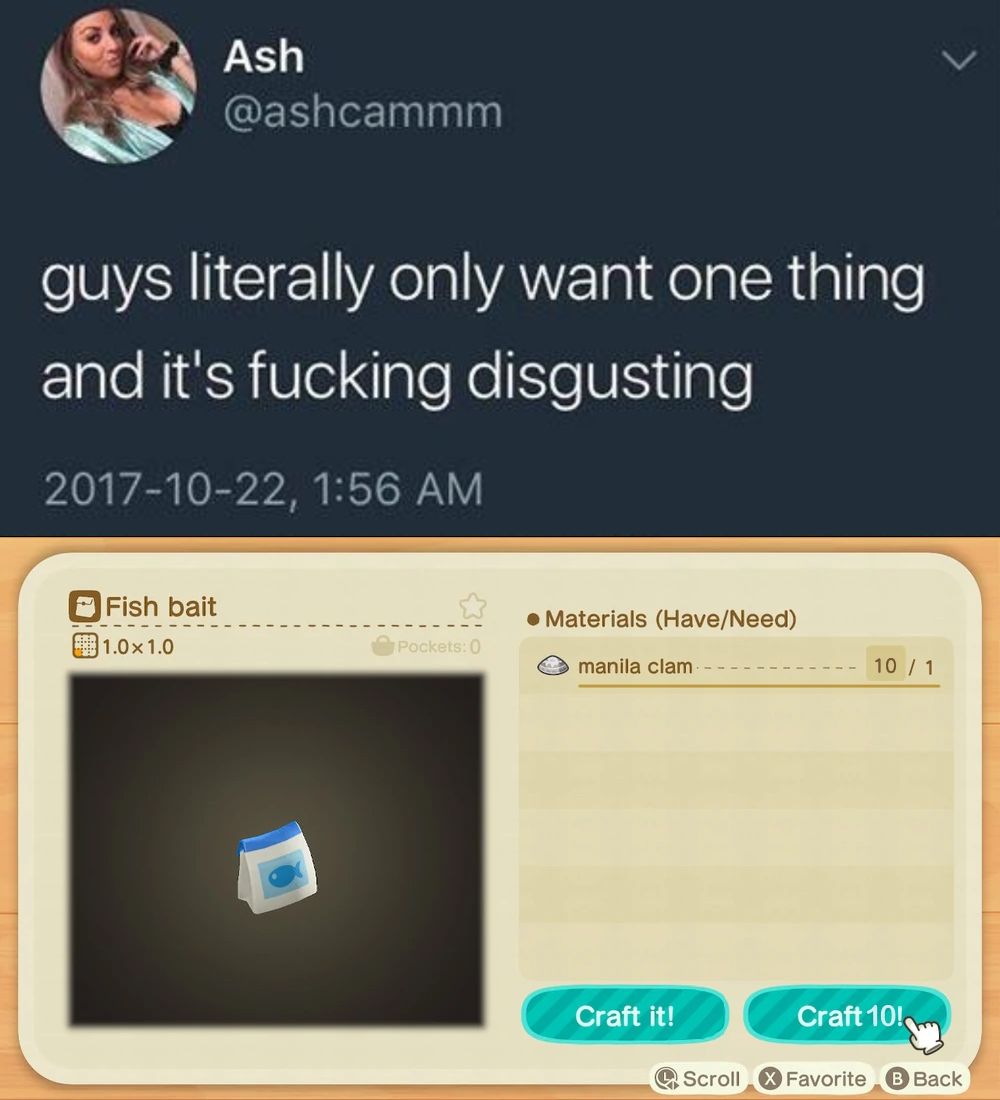 Ash
@ashcammm
guys literally only want one thing
and it's fucking disgusting
2017-10-22, 1:56 AM
Fish bait
1.0×1.0
Pockets: 0
Materials (Have/Need)
manila clam 10 / 1
Craft it! Craft 10!
L Scroll X Favorite B Back